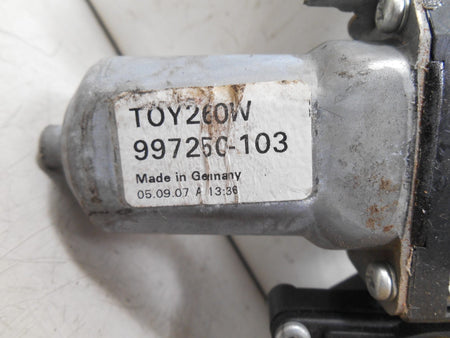 TOY260W
997250-103
Made in Germany
05.09.07 A 13:36